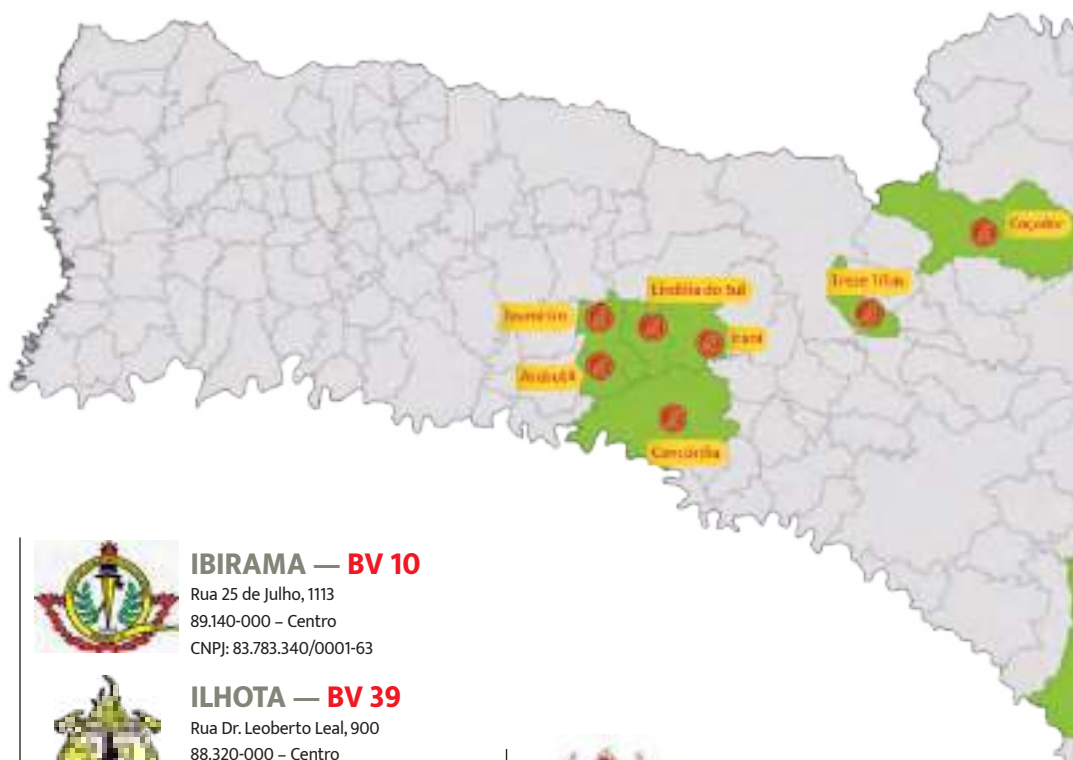 Caçador
Treze Tílias
Lindóia do Sul
Irani
Arabutã
Concórdia
IBIRAMA — BV 10
Rua 25 de Julho, 1113
89.140-000 – Centro
CNPJ: 83.783.340/0001-63
ILHOTA — BV 39
Rua Dr. Leoberto Leal, 900
88.320-000 – Centro